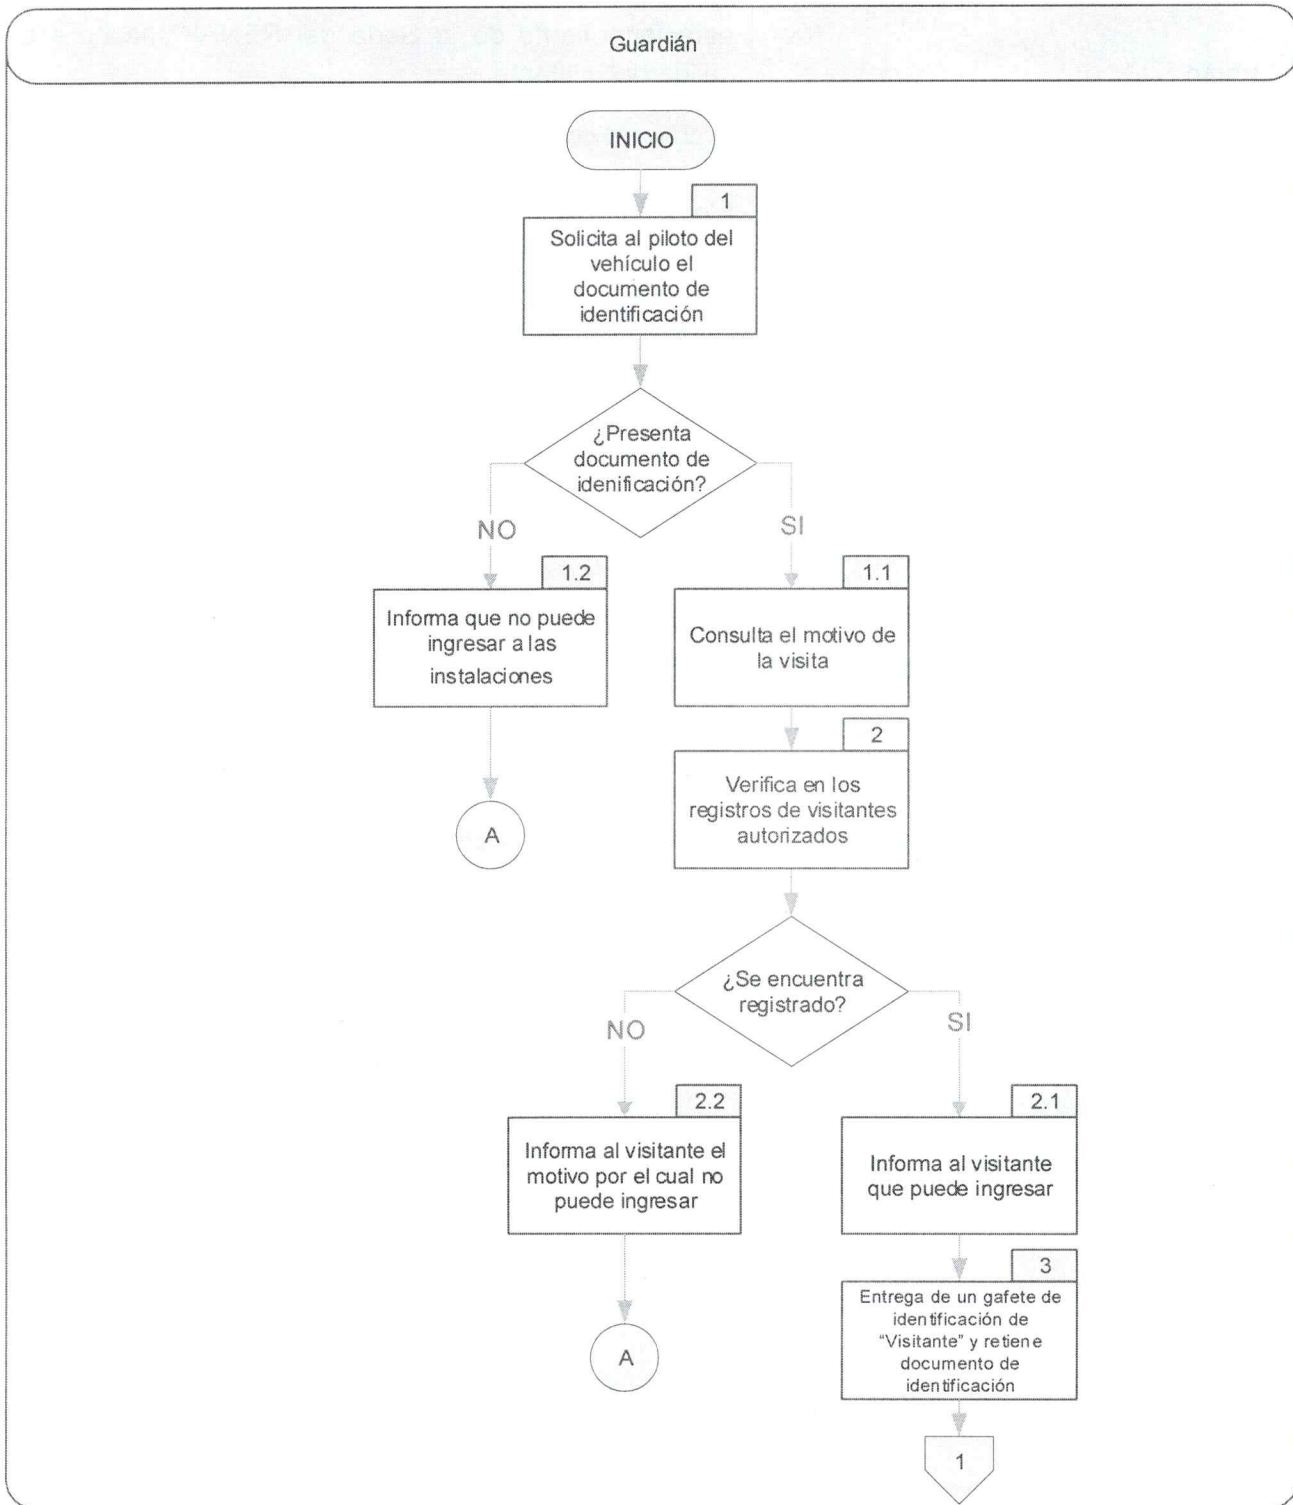 Guardián
INICIO
1
Solicita al piloto del
vehículo el
documento de
identificación
¿Presenta
documento de
idenificación?
NO
SI
1.2
Informa que no puede
ingresar a las
instalaciones
1.1
Consulta el motivo de
la visita
2
Verifica en los
registros de visitantes
autorizados
A
¿Se encuentra
registrado?
NO
SI
2.2
Informa al visitante el
motivo por el cual no
puede ingresar
2.1
Informa al visitante
que puede ingresar
3
Entrega de un gafete de
identificación de
“Visitante” y retiene
documento de
identificación
A
1